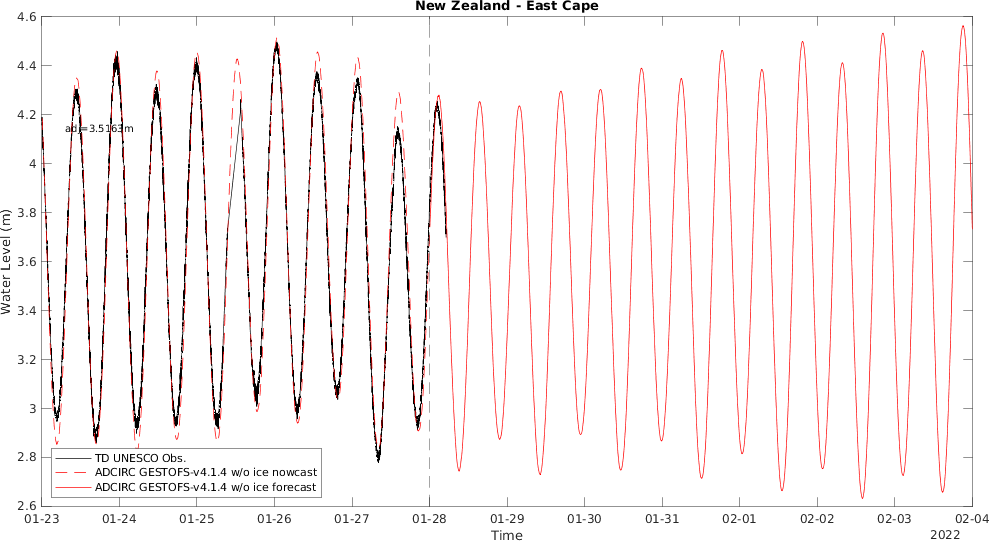 New Zealand - East Cape
4.6
4.4
4.2
4
3.8
3.6
3.4
3.2
3
2.8
2.6
Water Level (m)
adj=3.5163m
TD UNESCO Obs.
ADCIRC GESTOFS-v4.1.4 w/o ice nowcast
ADCIRC GESTOFS-v4.1.4 w/o ice forecast
01-23 01-24 01-25 01-26 01-27 01-28 01-29 01-30 01-31 02-01 02-02 02-03 02-04
Time
2022